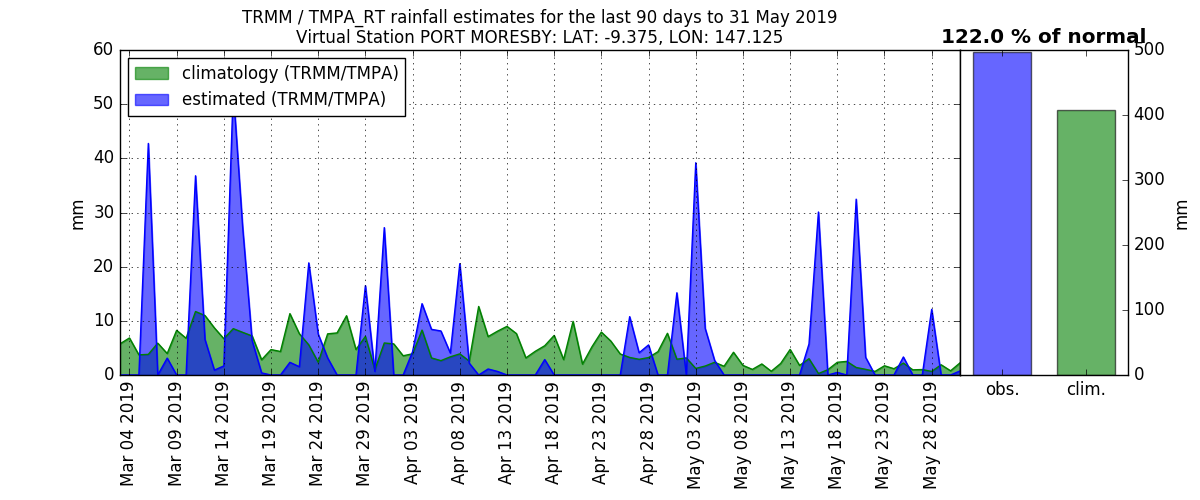 TRMM / TMPA_RT rainfall estimates for the last 90 days to 31 May 2019
Virtual Station PORT MORESBY: LAT: -9.375, LON: 147.125
122.0 % of normal
climatology (TRMM/TMPA)
estimated (TRMM/TMPA)
60
50
40
30
20
10
0
mm
500
400
300
200
100
0
mm
Mar 04 2019
Mar 09 2019
Mar 14 2019
Mar 19 2019
Mar 24 2019
Mar 29 2019
Apr 03 2019
Apr 08 2019
Apr 13 2019
Apr 18 2019
Apr 23 2019
Apr 28 2019
May 03 2019
May 08 2019
May 13 2019
May 18 2019
May 23 2019
May 28 2019
obs.
clim.